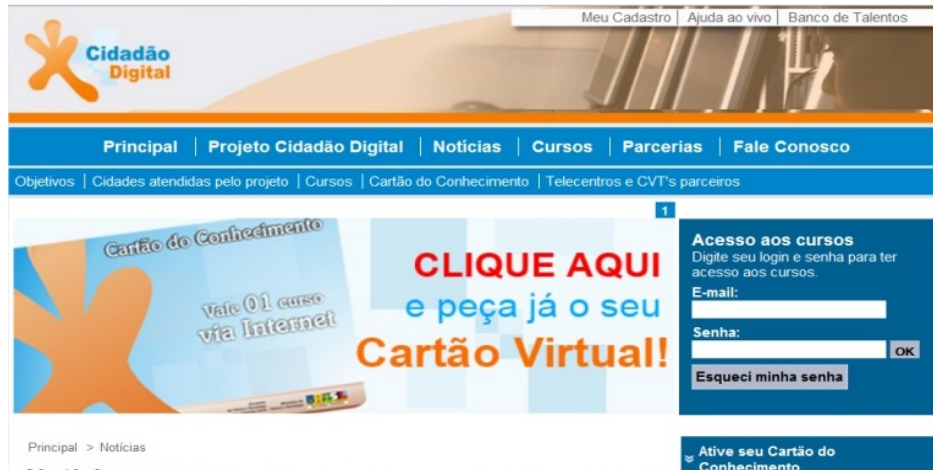 Meu Cadastro | Ajuda ao vivo | Banco de Talentos
Cidadão
Digital
Principal | Projeto Cidadão Digital | Notícias | Cursos | Parcerias | Fale Conosco
Objetivos | Cidades atendidas pelo projeto | Cursos | Cartão do Conhecimento | Telecentros e CVT's parceiros
1
Cartão do Conhecimento
Vale 01 curso
via Internet
CLIQUE AQUI
e peça já o seu
Cartão Virtual!
Acesso aos cursos
Digite seu login e senha para ter
acesso aos cursos.
E-mail:
Senha:
OK
Esqueci minha senha
Principal > Notícias
Ative seu Cartão do
Conhecimento